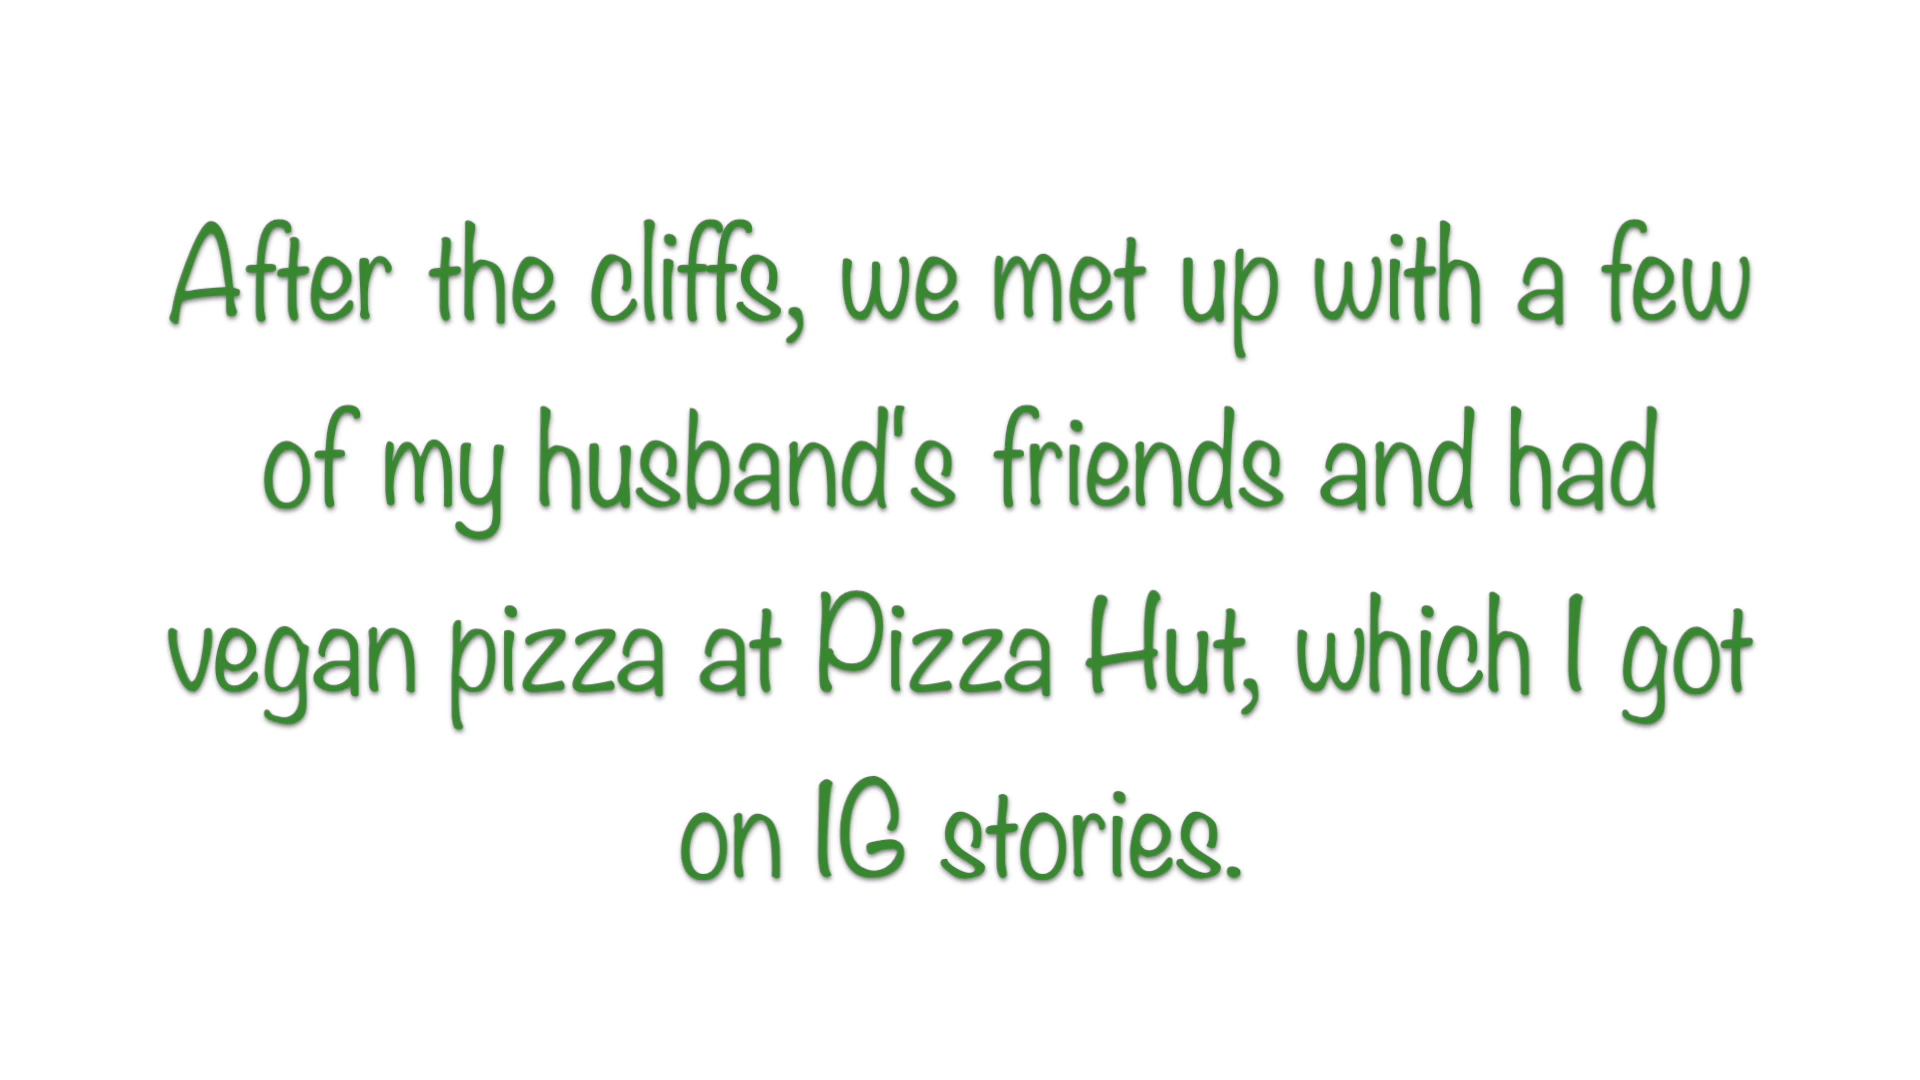 After the cliffs, we met up with a few
of my husband's friends and had
vegan pizza at Pizza Hut, which I got
on IG stories.